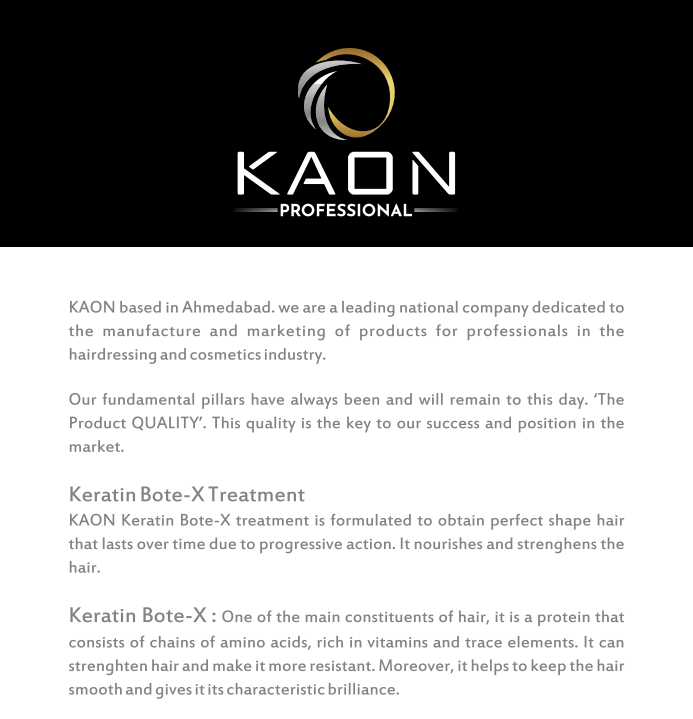 KAON
PROFESSIONAL
KAON based in Ahmedabad. we are a leading national company dedicated to
the manufacture and marketing of products for professionals in the
hairdressing and cosmetics industry.
Our fundamental pillars have always been and will remain to this day. ‘The
Product QUALITY’. This quality is the key to our success and position in the
market.
Keratin Bote-X Treatment
KAON Keratin Bote-X treatment is formulated to obtain perfect shape hair
that lasts over time due to progressive action. It nourishes and strenghens the
hair.
Keratin Bote-X : One of the main constituents of hair, it is a protein that
consists of chains of amino acids, rich in vitamins and trace elements. It can
strenghten hair and make it more resistant. Moreover, it helps to keep the hair
smooth and gives it its characteristic brilliance.